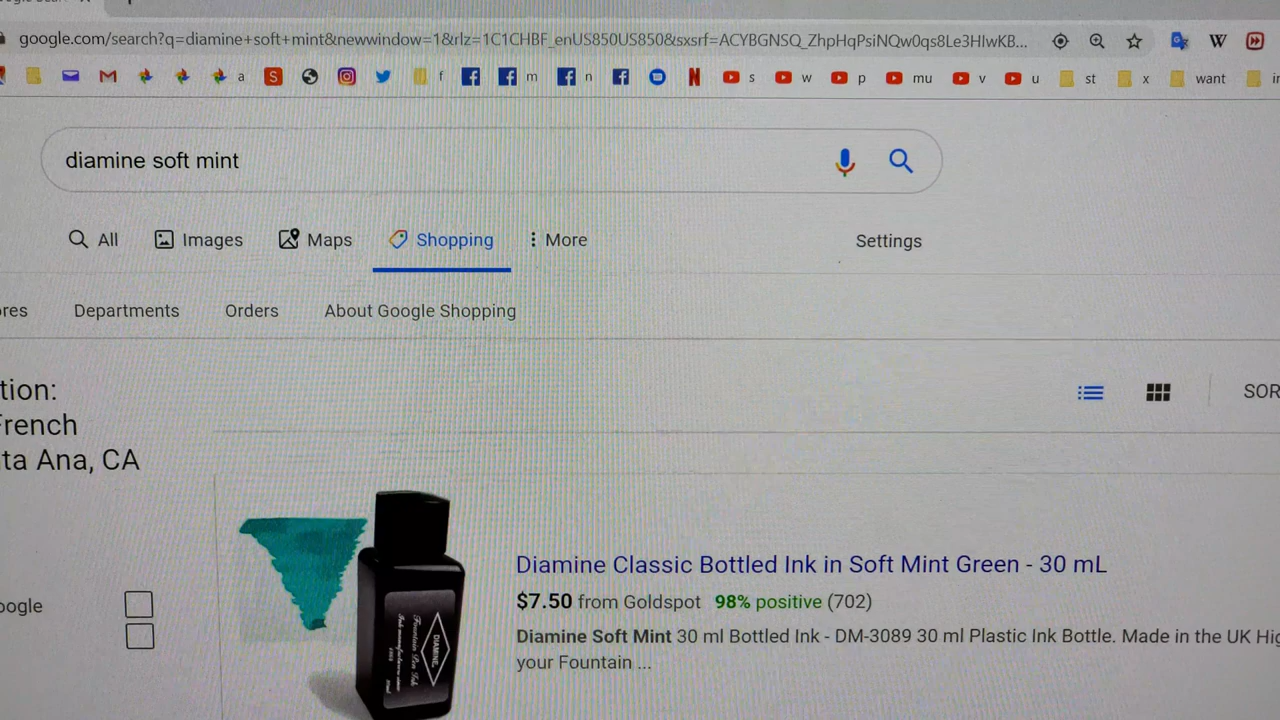 google.com/search?q=diamine+soft+mint&newwindow=1&rlz=1C1CHBF_enUS850US850&sxsrf=ACYBGNSQ_ZhpHqPsiNQw0qs8Le3HIwKB...
a S f m n N s w p mu v u st x want
diamine soft mint
All Images Maps Shopping More Settings
ores Departments Orders About Google Shopping
tion:
French
ta Ana, CA
SOR
Diamine Classic Bottled Ink in Soft Mint Green - 30 mL
oogle
$7.50 from Goldspot 98% positive (702)
Diamine Soft Mint 30 ml Bottled Ink - DM-3089 30 ml Plastic Ink Bottle. Made in the UK Hig
your Fountain ...
DIAMINE
Fountain Pen Ink